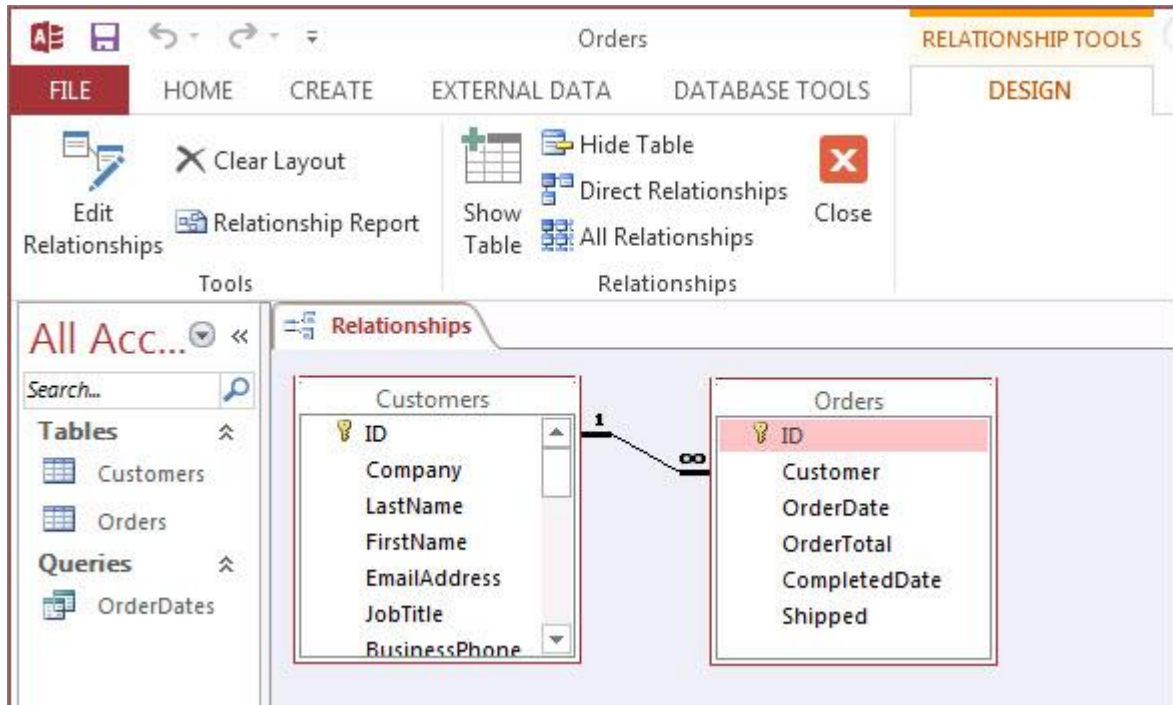 Orders
RELATIONSHIP TOOLS
FILE HOME CREATE EXTERNAL DATA DATABASE TOOLS DESIGN
Edit Relationships
Clear Layout
Relationship Report
Tools
Show Table
Hide Table
Direct Relationships
All Relationships
Close
Relationships
All Acc...
Search...
Tables
Customers
Orders
Queries
OrderDates
Relationships
Customers
ID
Company
LastName
FirstName
EmailAddress
JobTitle
BusinessPhone
1
∞
Orders
ID
Customer
OrderDate
OrderTotal
CompletedDate
Shipped